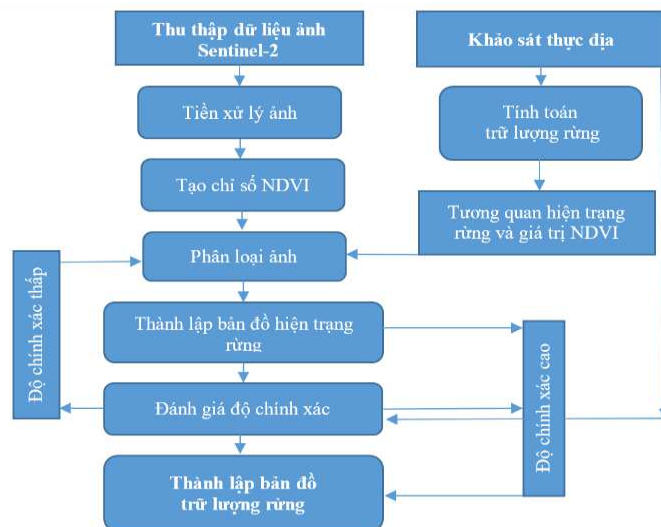 Thu thập dữ liệu ảnh
Sentinel-2
Khảo sát thực địa
Tiền xử lý ảnh
Tính toán
trữ lượng rừng
Tạo chỉ số NDVI
Tương quan hiện trạng
rừng và giá trị NDVI
Phân loại ảnh
Độ chính xác thấp
Thành lập bản đồ hiện trạng
rừng
Độ chính xác cao
Đánh giá độ chính xác
Thành lập bản đồ
trữ lượng rừng